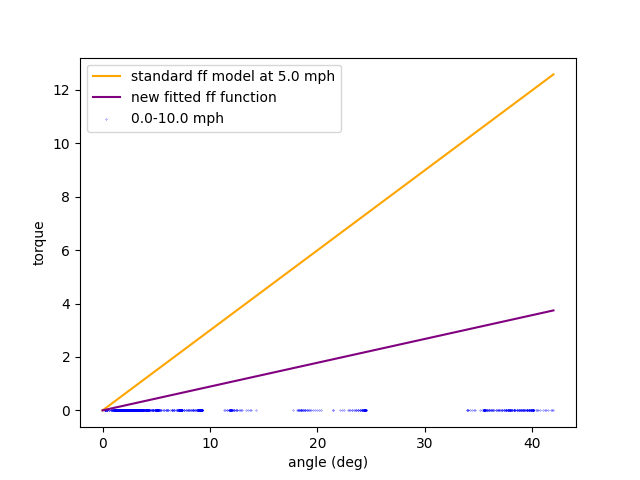 standard ff model at 5.0 mph
new fitted ff function
0.0-10.0 mph
12
10
8
6
4
2
0
torque
0
10
20
30
40
angle (deg)